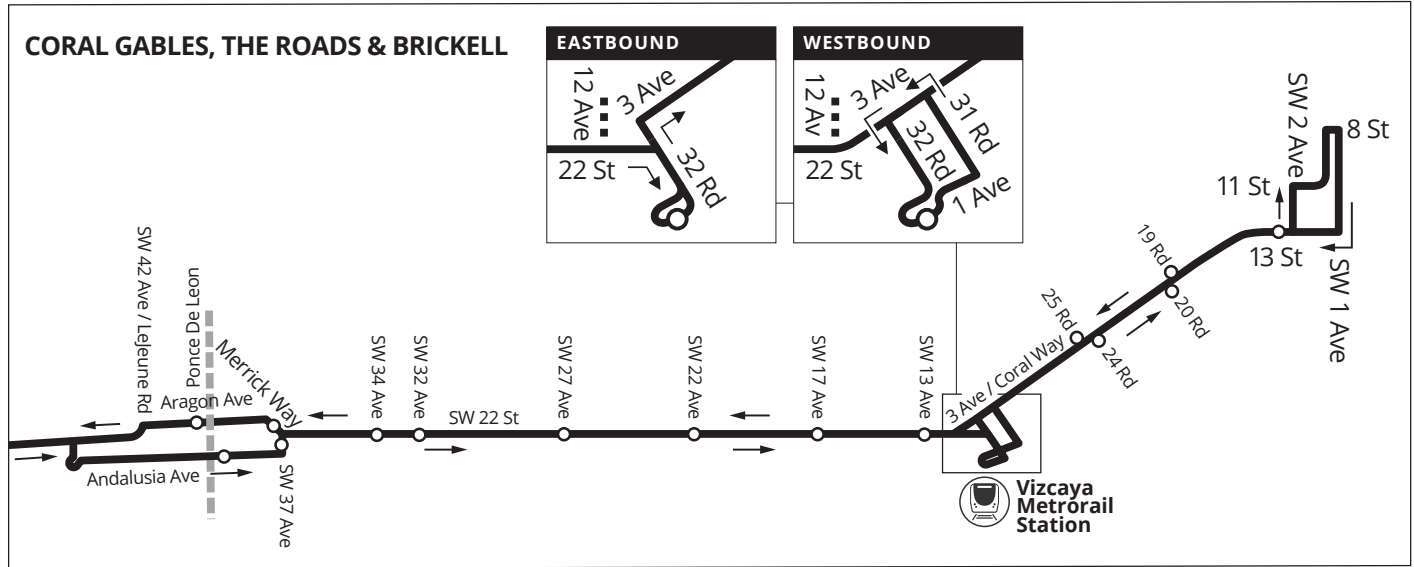 CORAL GABLES, THE ROADS & BRICKELL
EASTBOUND
12 Ave
3 Ave
22 St
32 Rd
WESTBOUND
12 Av
3 Ave
31 Rd
22 St
32 Rd
1 Ave
SW 2 Ave
8 St
11 St
13 St
SW 1 Ave
19 Rd
20 Rd
25 Rd
24 Rd
3 Ave / Coral Way
SW 42 Ave / LeJeune Rd
Ponce De Leon
Merrick Way
Aragon Ave
Andalusia Ave
SW 37 Ave
SW 34 Ave
SW 32 Ave
SW 22 St
SW 27 Ave
SW 22 Ave
SW 17 Ave
SW 13 Ave
Vizcaya
Metrorail
Station